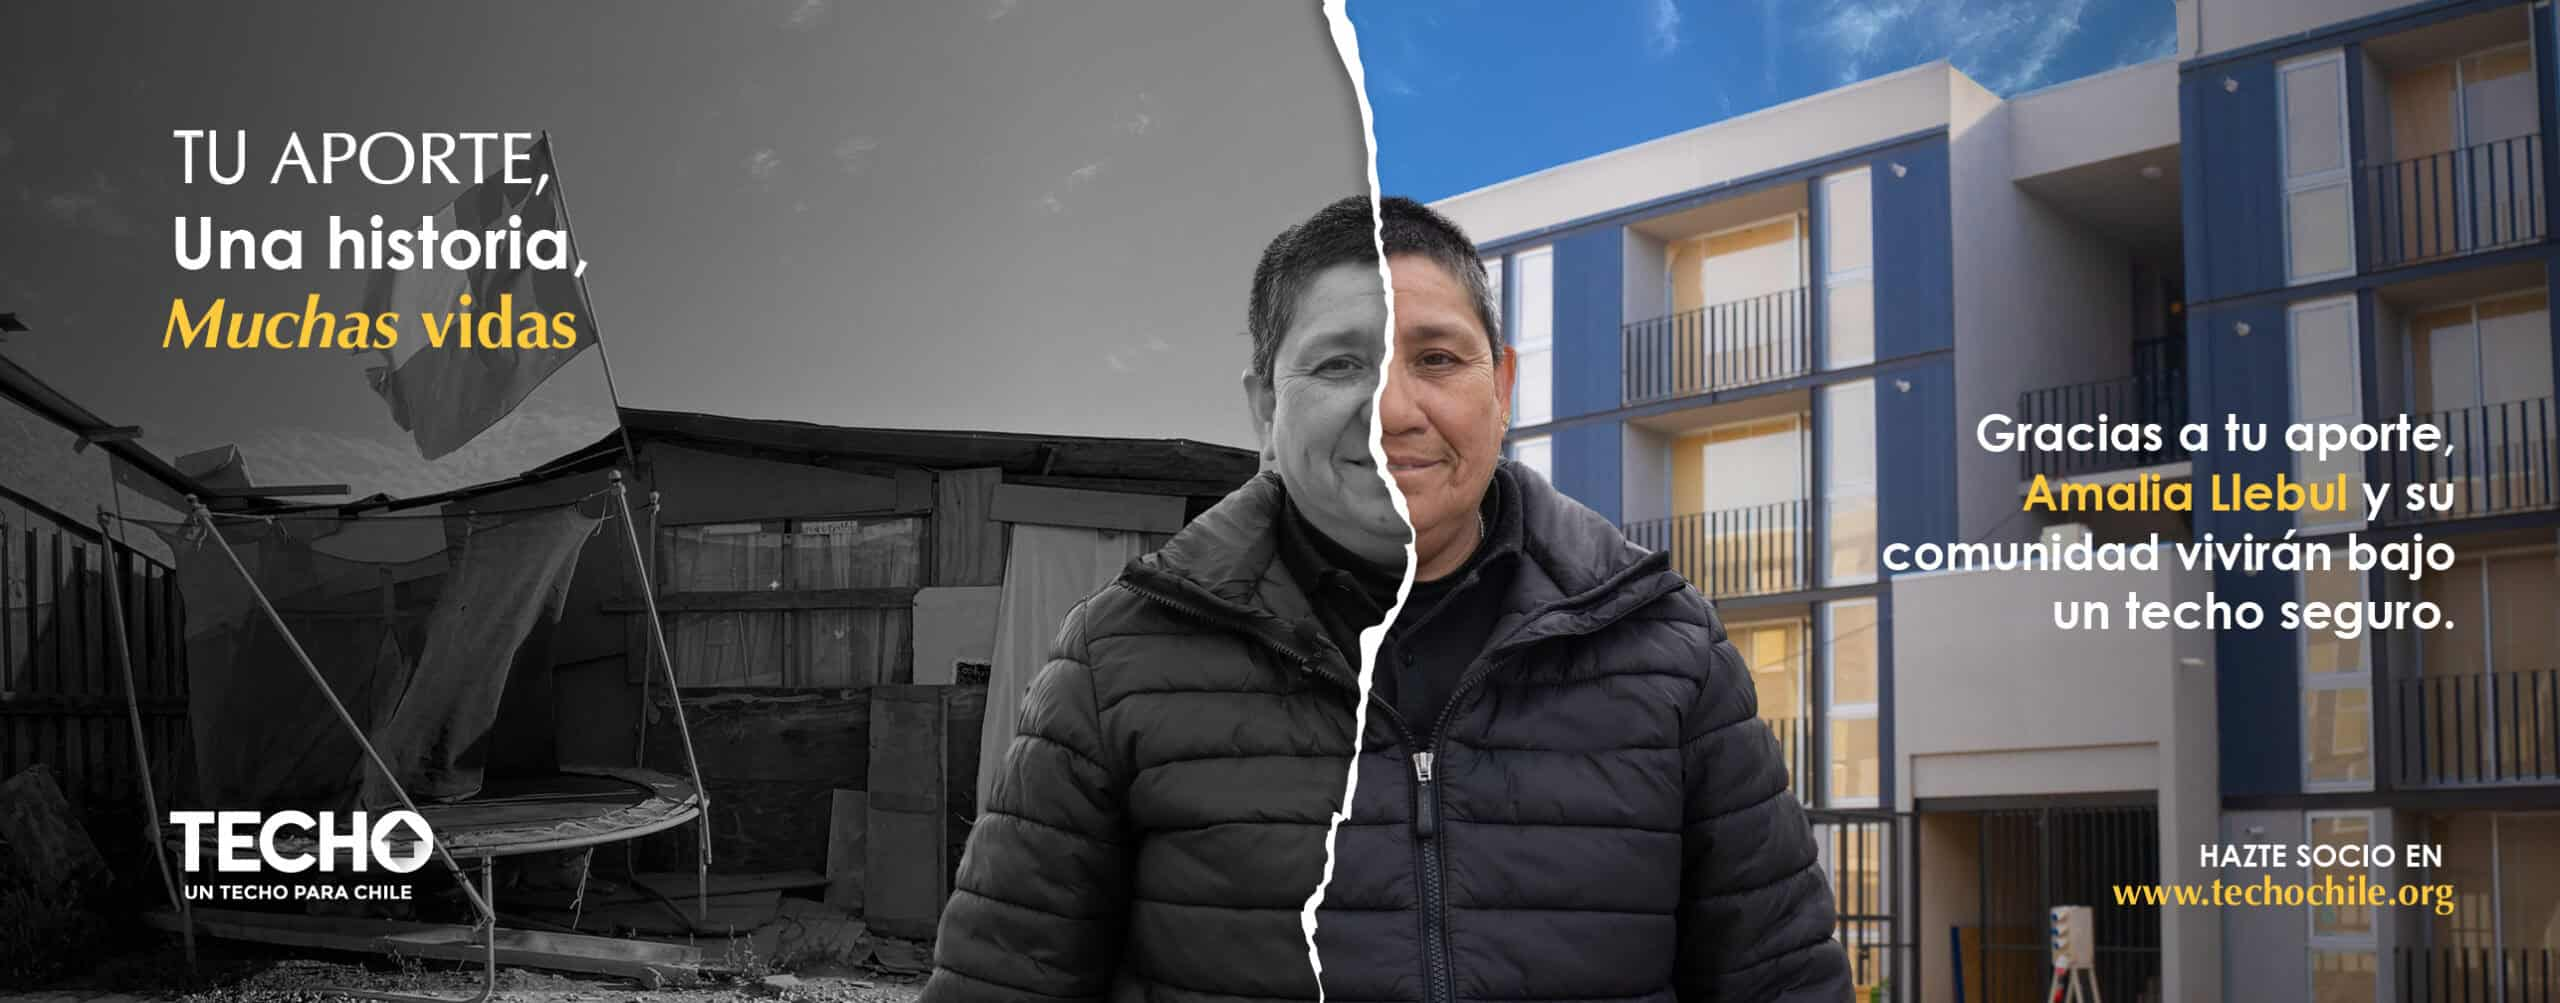 TU APORTE,
Una historia,
Muchas vidas
TECHO
UN TECHO PARA CHILE
Gracias a tu aporte,
Amalia Llebul y su
comunidad vivirán bajo
un techo seguro.
HAZTE SOCIO EN
www.techochile.org